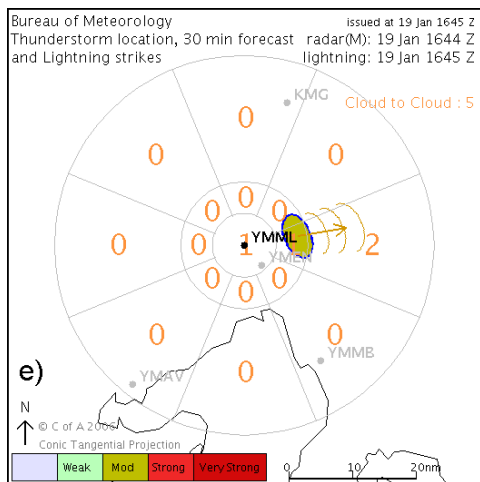 Bureau of Meteorology
issued at 19 Jan 1645 Z
Thunderstorm location, 30 min forecast
radar(M): 19 Jan 1644 Z
and Lightning strikes
lightning: 19 Jan 1645 Z
KMG
Cloud to Cloud : 5
0
0
0
0
0
0
0
YMML
0
0
1
2
YMEN
0
0
0
0
0
0
YMMB
e)
YMAV
0
N
© C of A 2006
Conic Tangential Projection
Weak
Mod
Strong
Very Strong
0
10
20nm